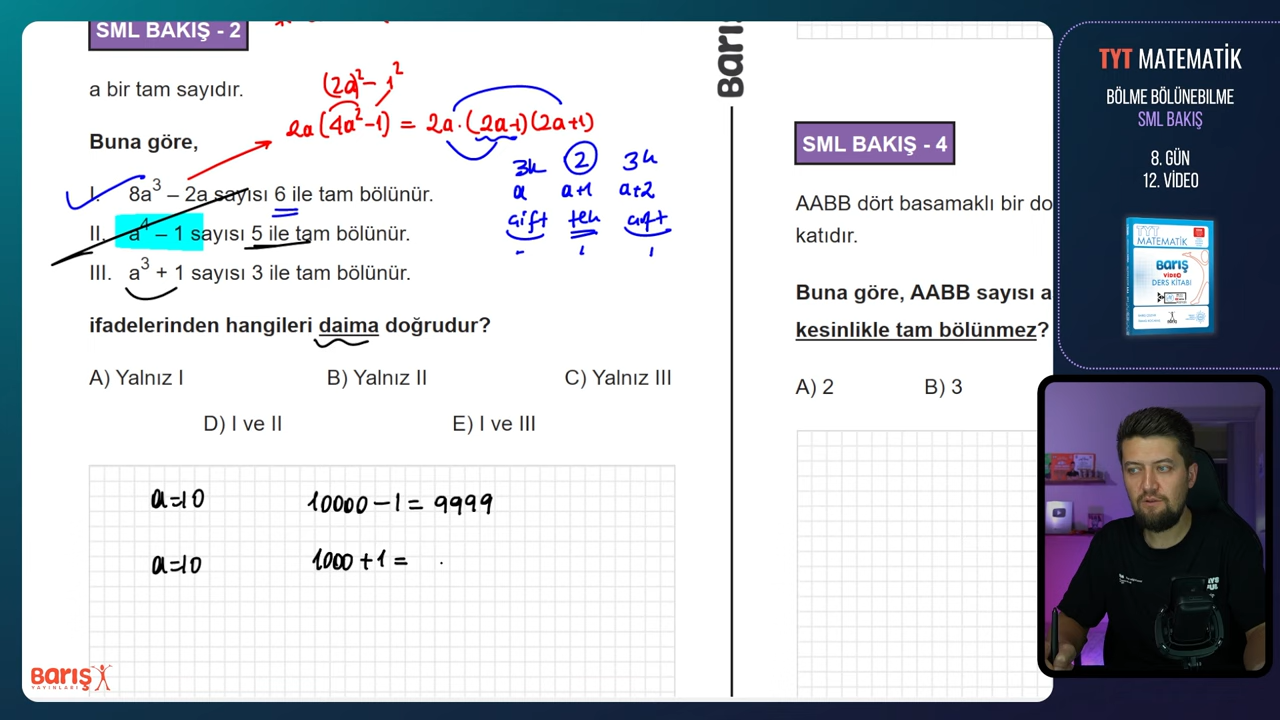 SML BAKIŞ - 2
a bir tam sayıdır.
(2a)² − 1²
2a(4a² − 1) = 2a·(2a−1)(2a+1)
Buna göre,
3k 2 3k
a a+1 a+2
çift tek çift
I. 8a³ – 2a sayısı 6 ile tam bölünür.
II. a⁴ – 1 sayısı 5 ile tam bölünür.
III. a³ + 1 sayısı 3 ile tam bölünür.
ifadelerinden hangileri daima doğrudur?
A) Yalnız I B) Yalnız II C) Yalnız III
D) I ve II E) I ve III
a=10 10000 − 1 = 9999
a=10 1000 + 1 =
BARIŞ
YAYINLARI
Barış
SML BAKIŞ - 4
AABB dört basamaklı bir do
katıdır.
Buna göre, AABB sayısı a
kesinlikle tam bölünmez?
A) 2 B) 3
TYT MATEMATİK
BÖLME BÖLÜNEBİLME
SML BAKIŞ
8. GÜN
12. VİDEO
TYT
MATEMATİK
BARIŞ
VİDEO
DERS KİTABI